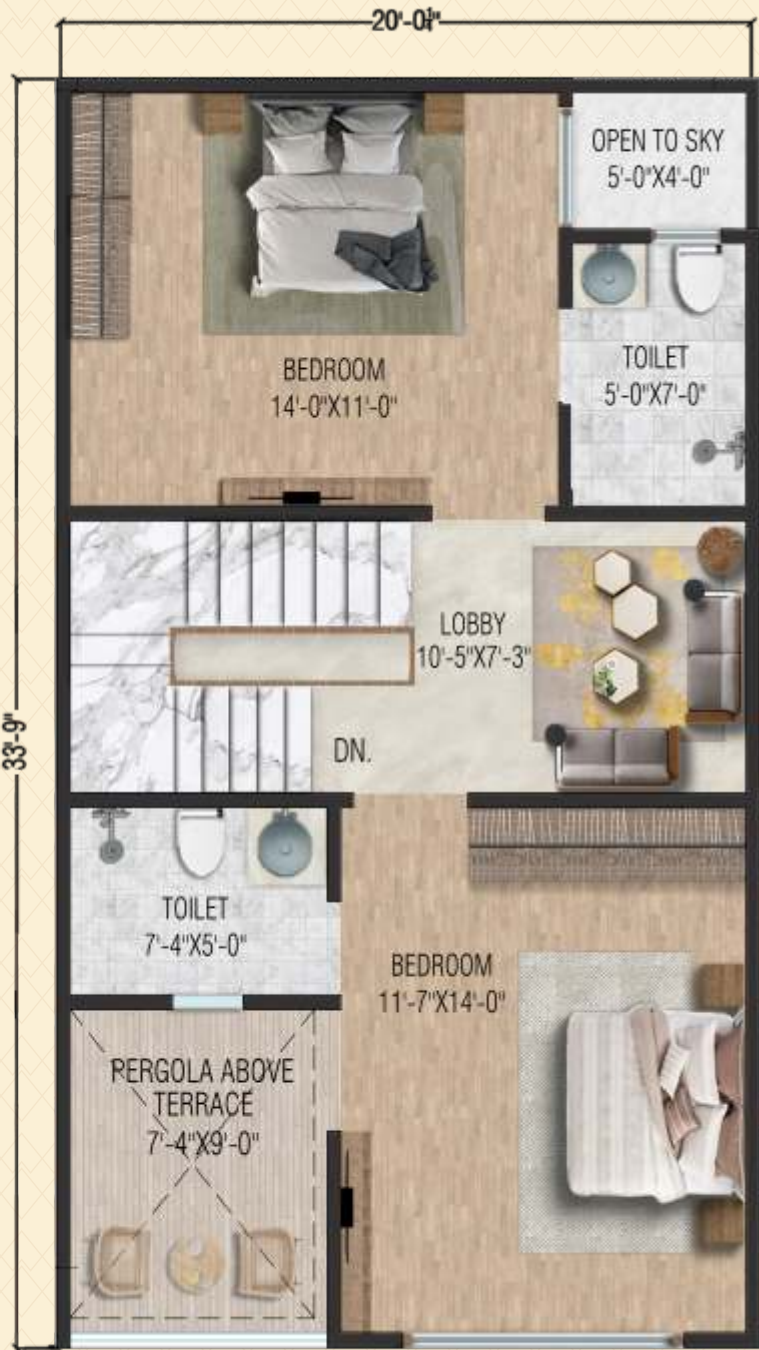 20'-0½"
OPEN TO SKY
5'-0"X4'-0"
BEDROOM
14'-0"X11'-0"
TOILET
5'-0"X7'-0"
LOBBY
10'-5"X7'-3"
DN.
33'-9"
TOILET
7'-4"X5'-0"
BEDROOM
11'-7"X14'-0"
PERGOLA ABOVE
TERRACE
7'-4"X9'-0"